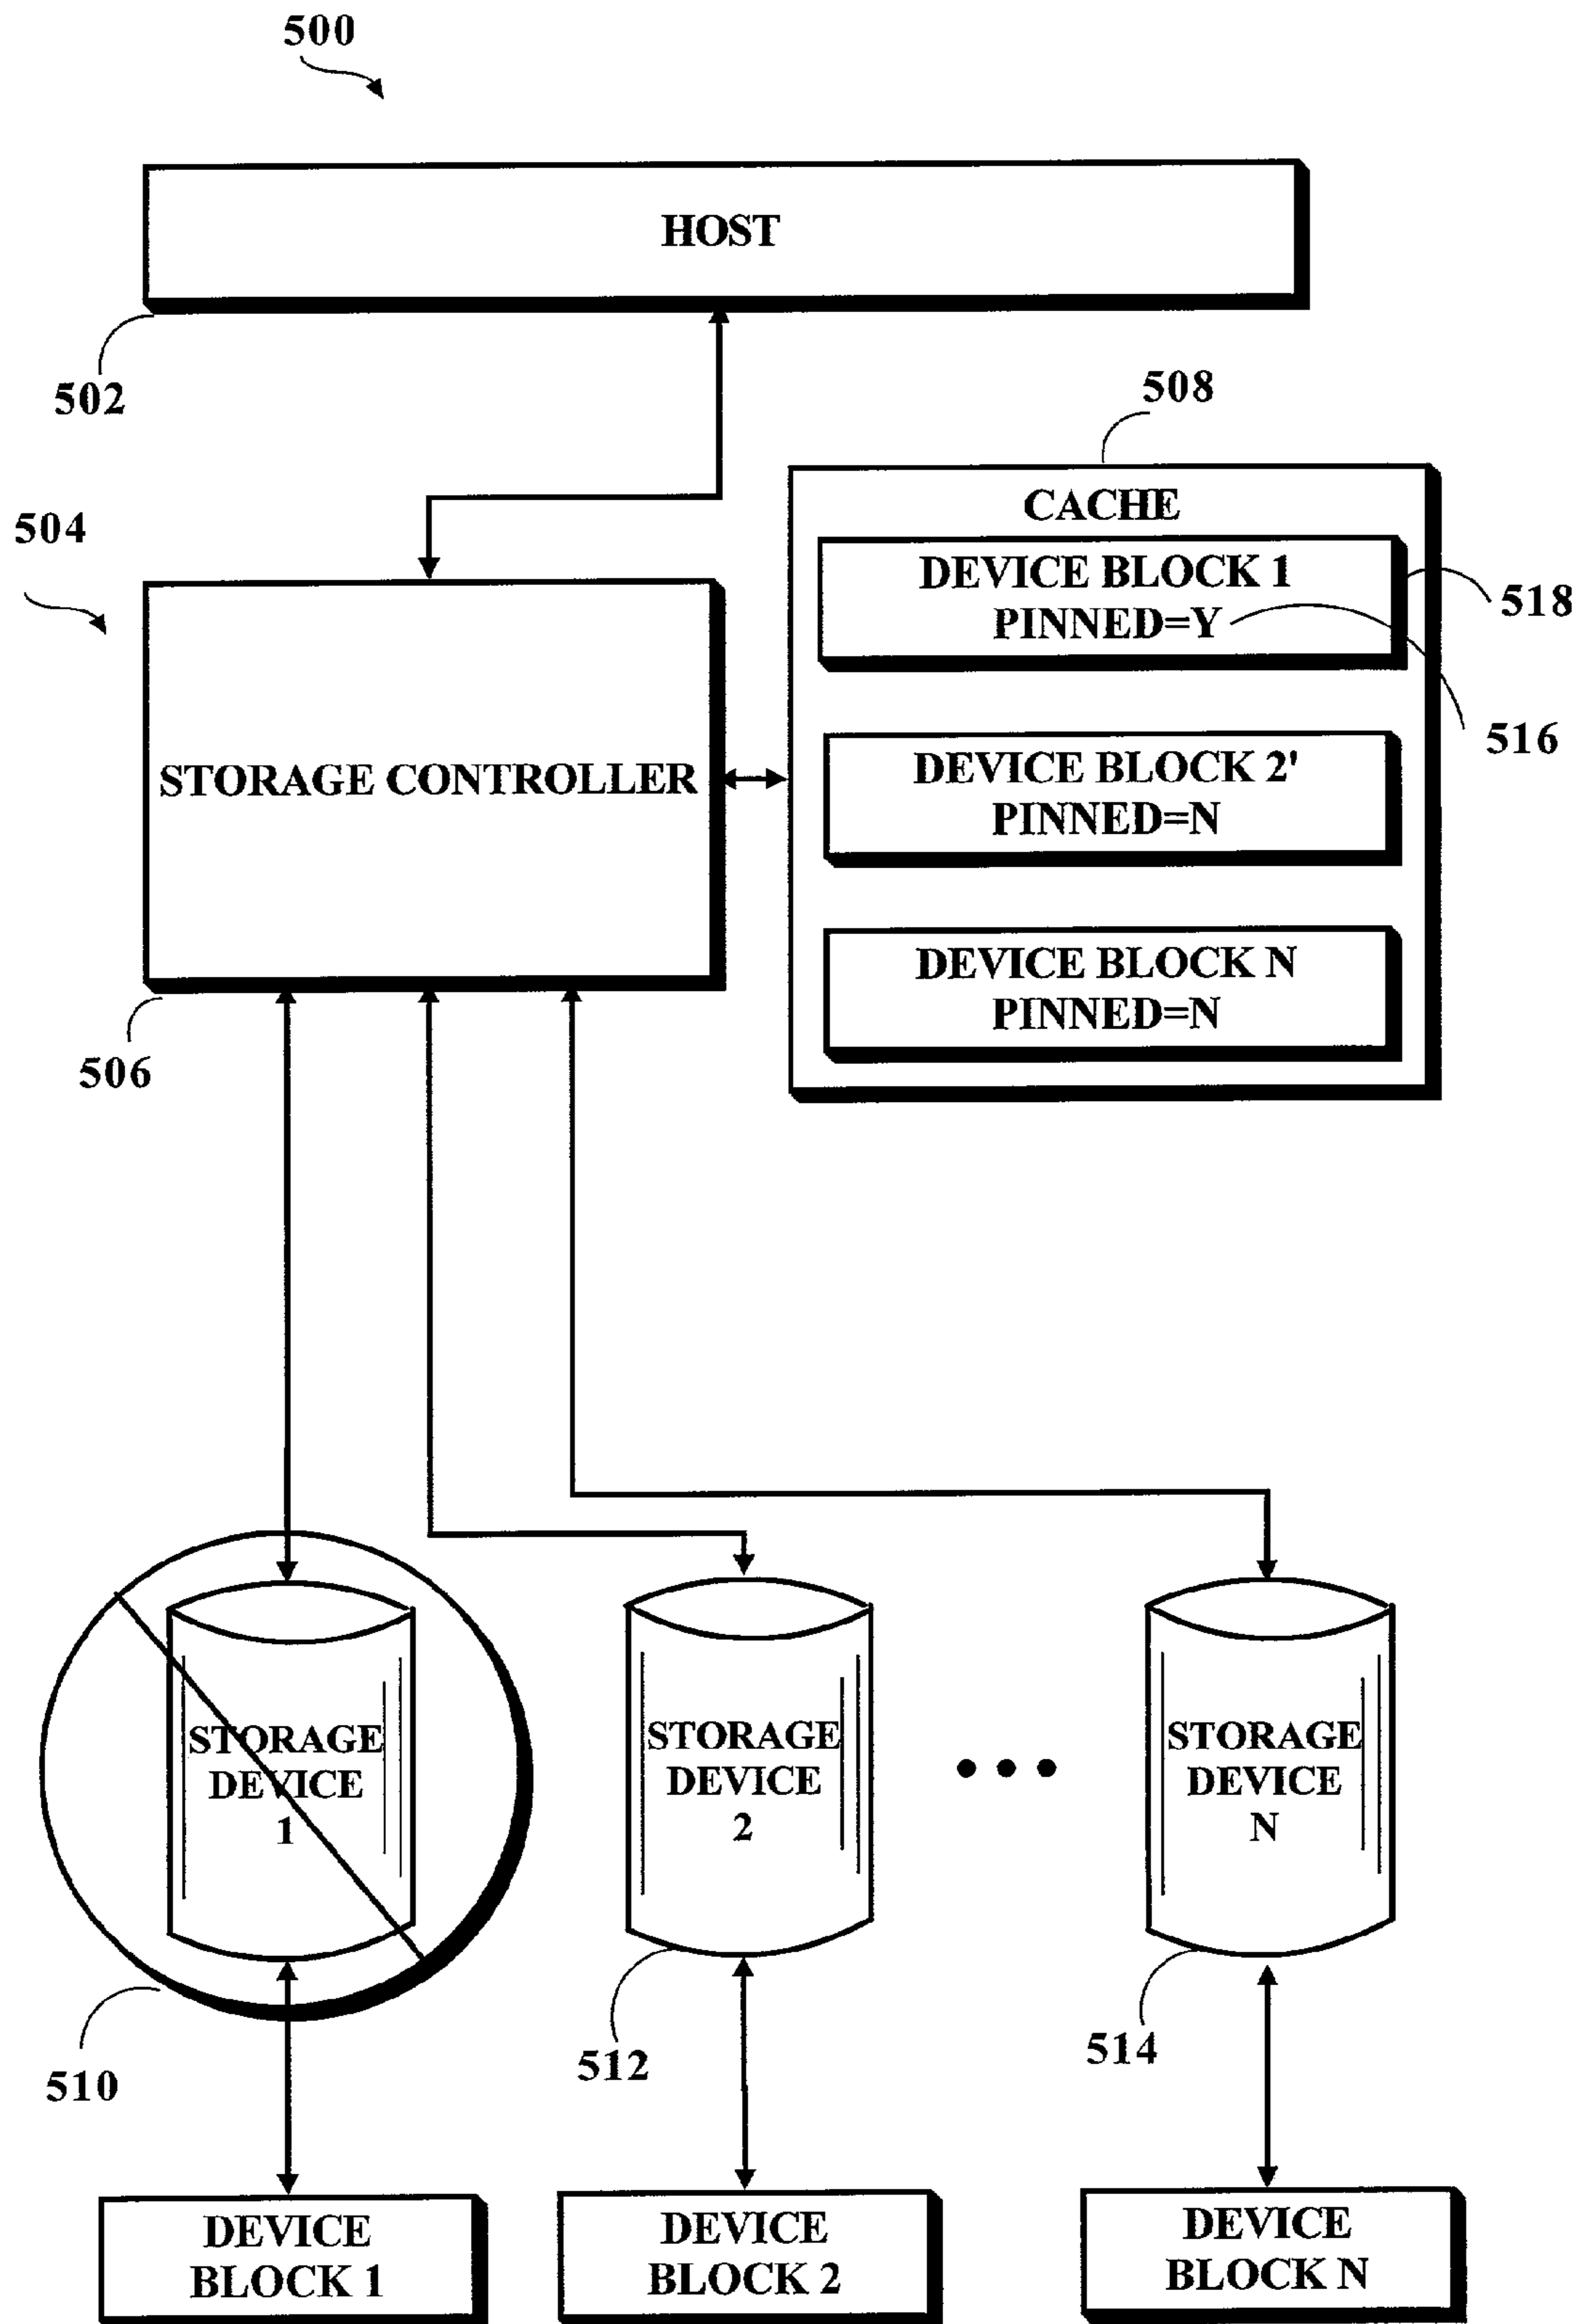 500
HOST
502
508
CACHE
504
DEVICE BLOCK 1
PINNED=Y
518
516
STORAGE CONTROLLER
DEVICE BLOCK 2'
PINNED=N
DEVICE BLOCK N
PINNED=N
506
STORAGE
DEVICE
1
STORAGE
DEVICE
2
STORAGE
DEVICE
N
510
512
514
DEVICE
BLOCK 1
DEVICE
BLOCK 2
DEVICE
BLOCK N